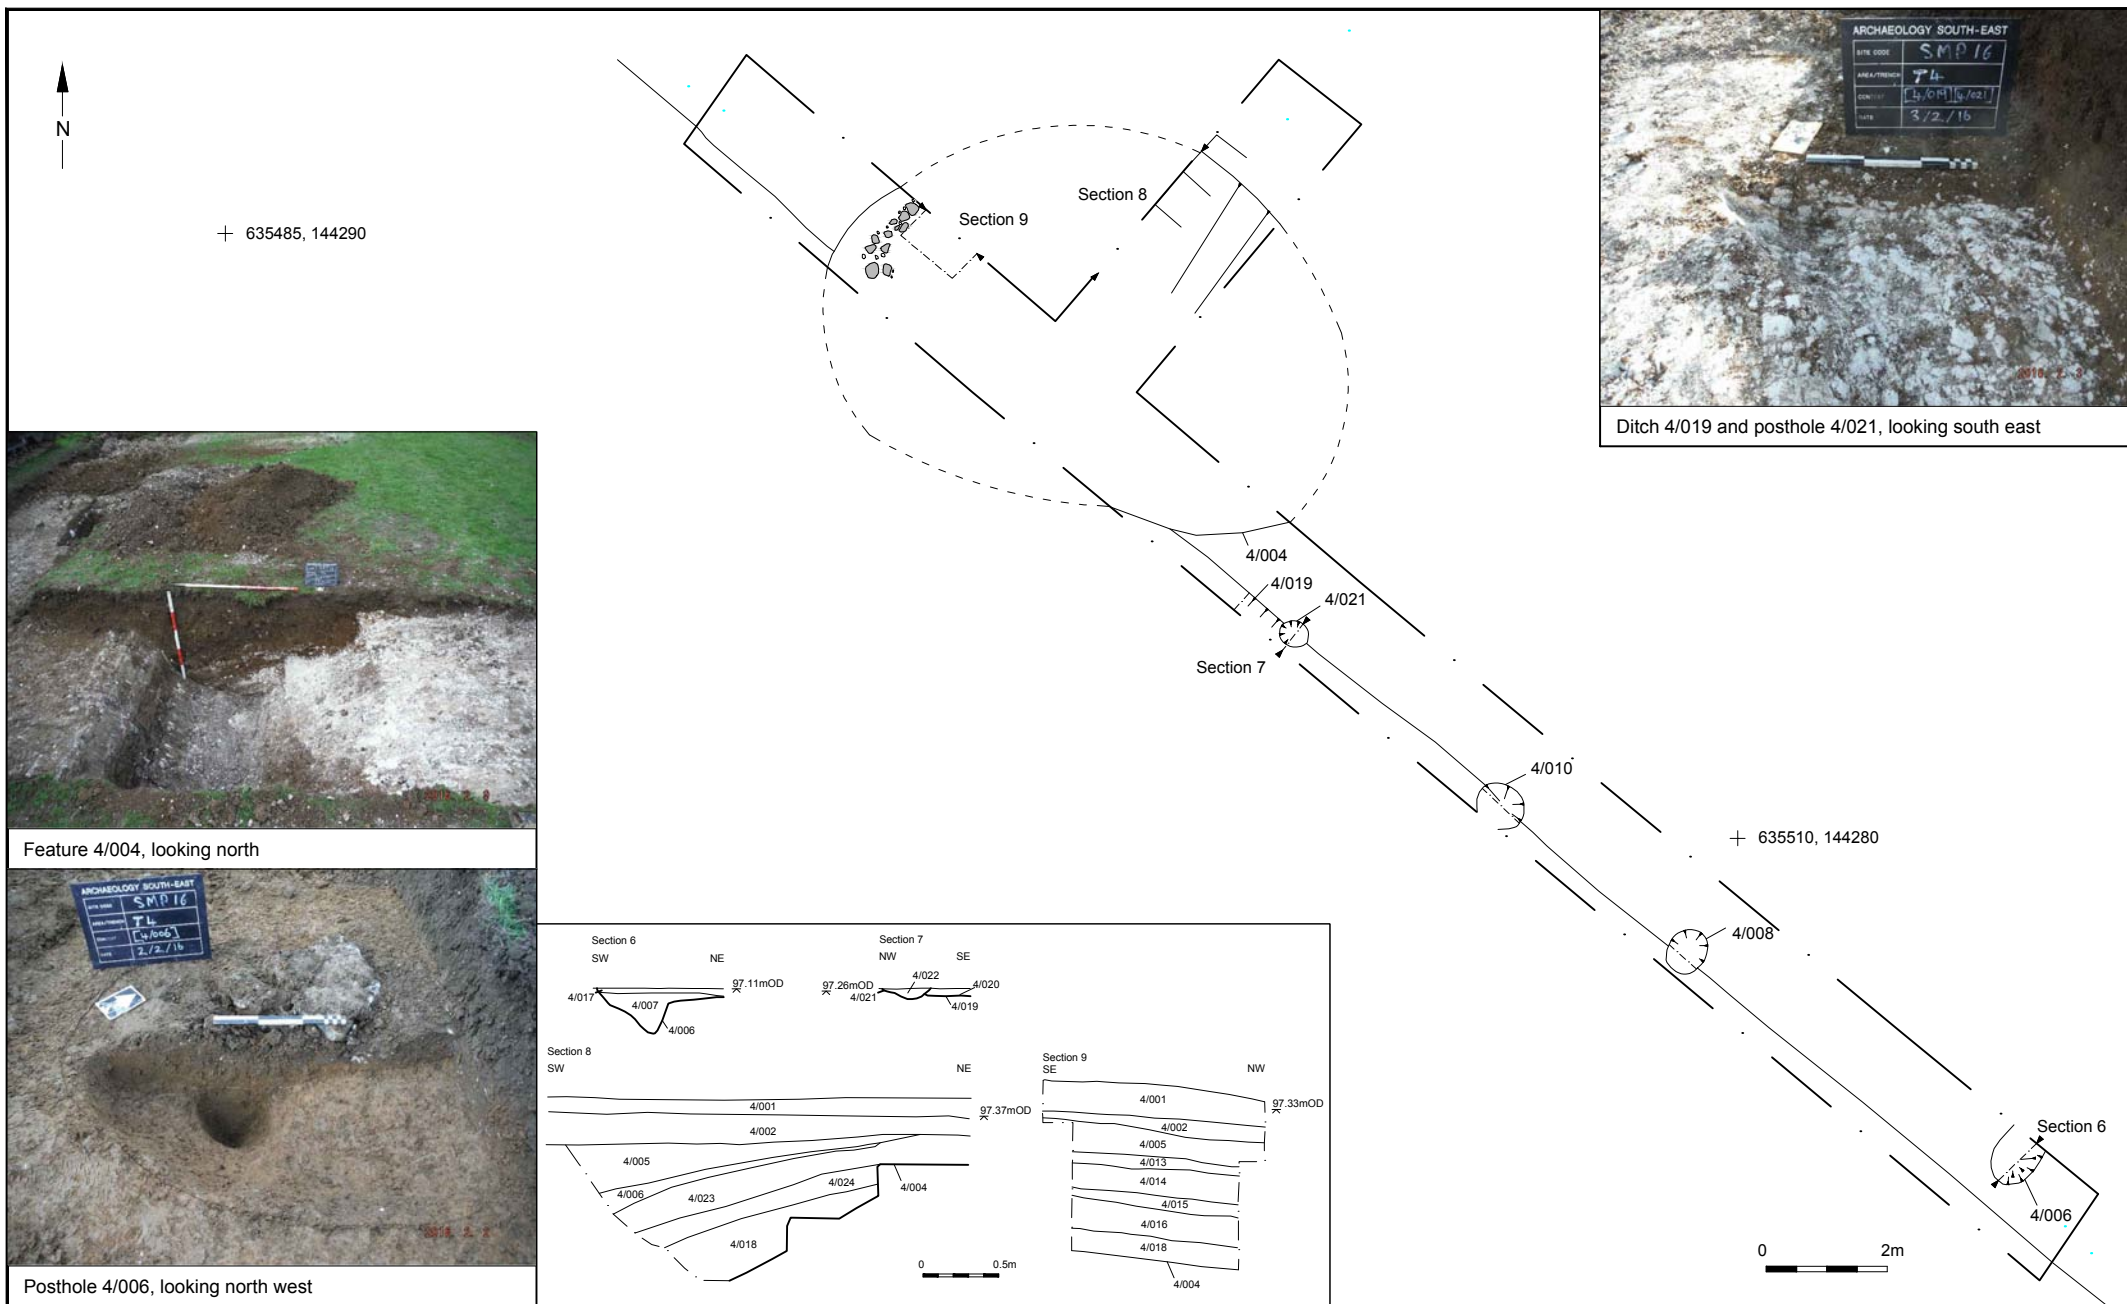 N
635485, 144290
Section 9
Section 8
4/004
4/019
4/021
Section 7
4/010
635510, 144280
4/008
Section 6
4/006
0 2m
ARCHAEOLOGY SOUTH-EAST
SITE CODE SMP 16
AREA/TRENCH T4
[4/019] [4/021]
DATE 3/2/16
Ditch 4/019 and posthole 4/021, looking south east
Feature 4/004, looking north
ARCHAEOLOGY SOUTH-EAST
SITE CODE SMP 16
AREA/TRENCH T4
[4/006]
DATE 2/2/16
Posthole 4/006, looking north west
Section 6
SW NE
97.11mOD
4/017
4/007
4/006
Section 7
NW SE
4/022
97.26mOD
4/020
4/021
4/019
Section 8
SW NE
4/001
97.37mOD
4/002
4/005
4/006
4/023
4/024
4/004
4/018
0 0.5m
Section 9
SE NW
4/001
97.33mOD
4/002
4/005
4/013
4/014
4/015
4/016
4/018
4/004